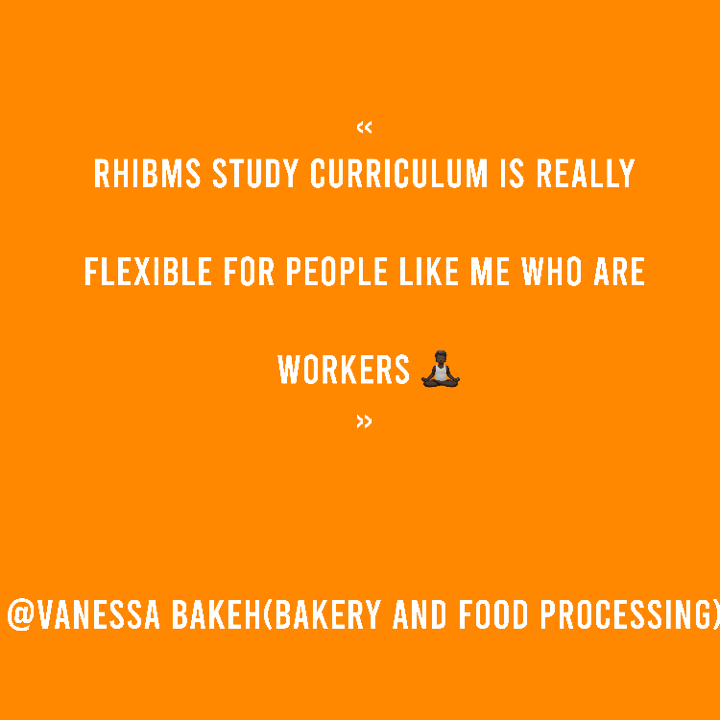 «
RHIBMS STUDY CURRICULUM IS REALLY
FLEXIBLE FOR PEOPLE LIKE ME WHO ARE
WORKERS 🧘🏿
»
@VANESSA BAKEH(BAKERY AND FOOD PROCESSING)